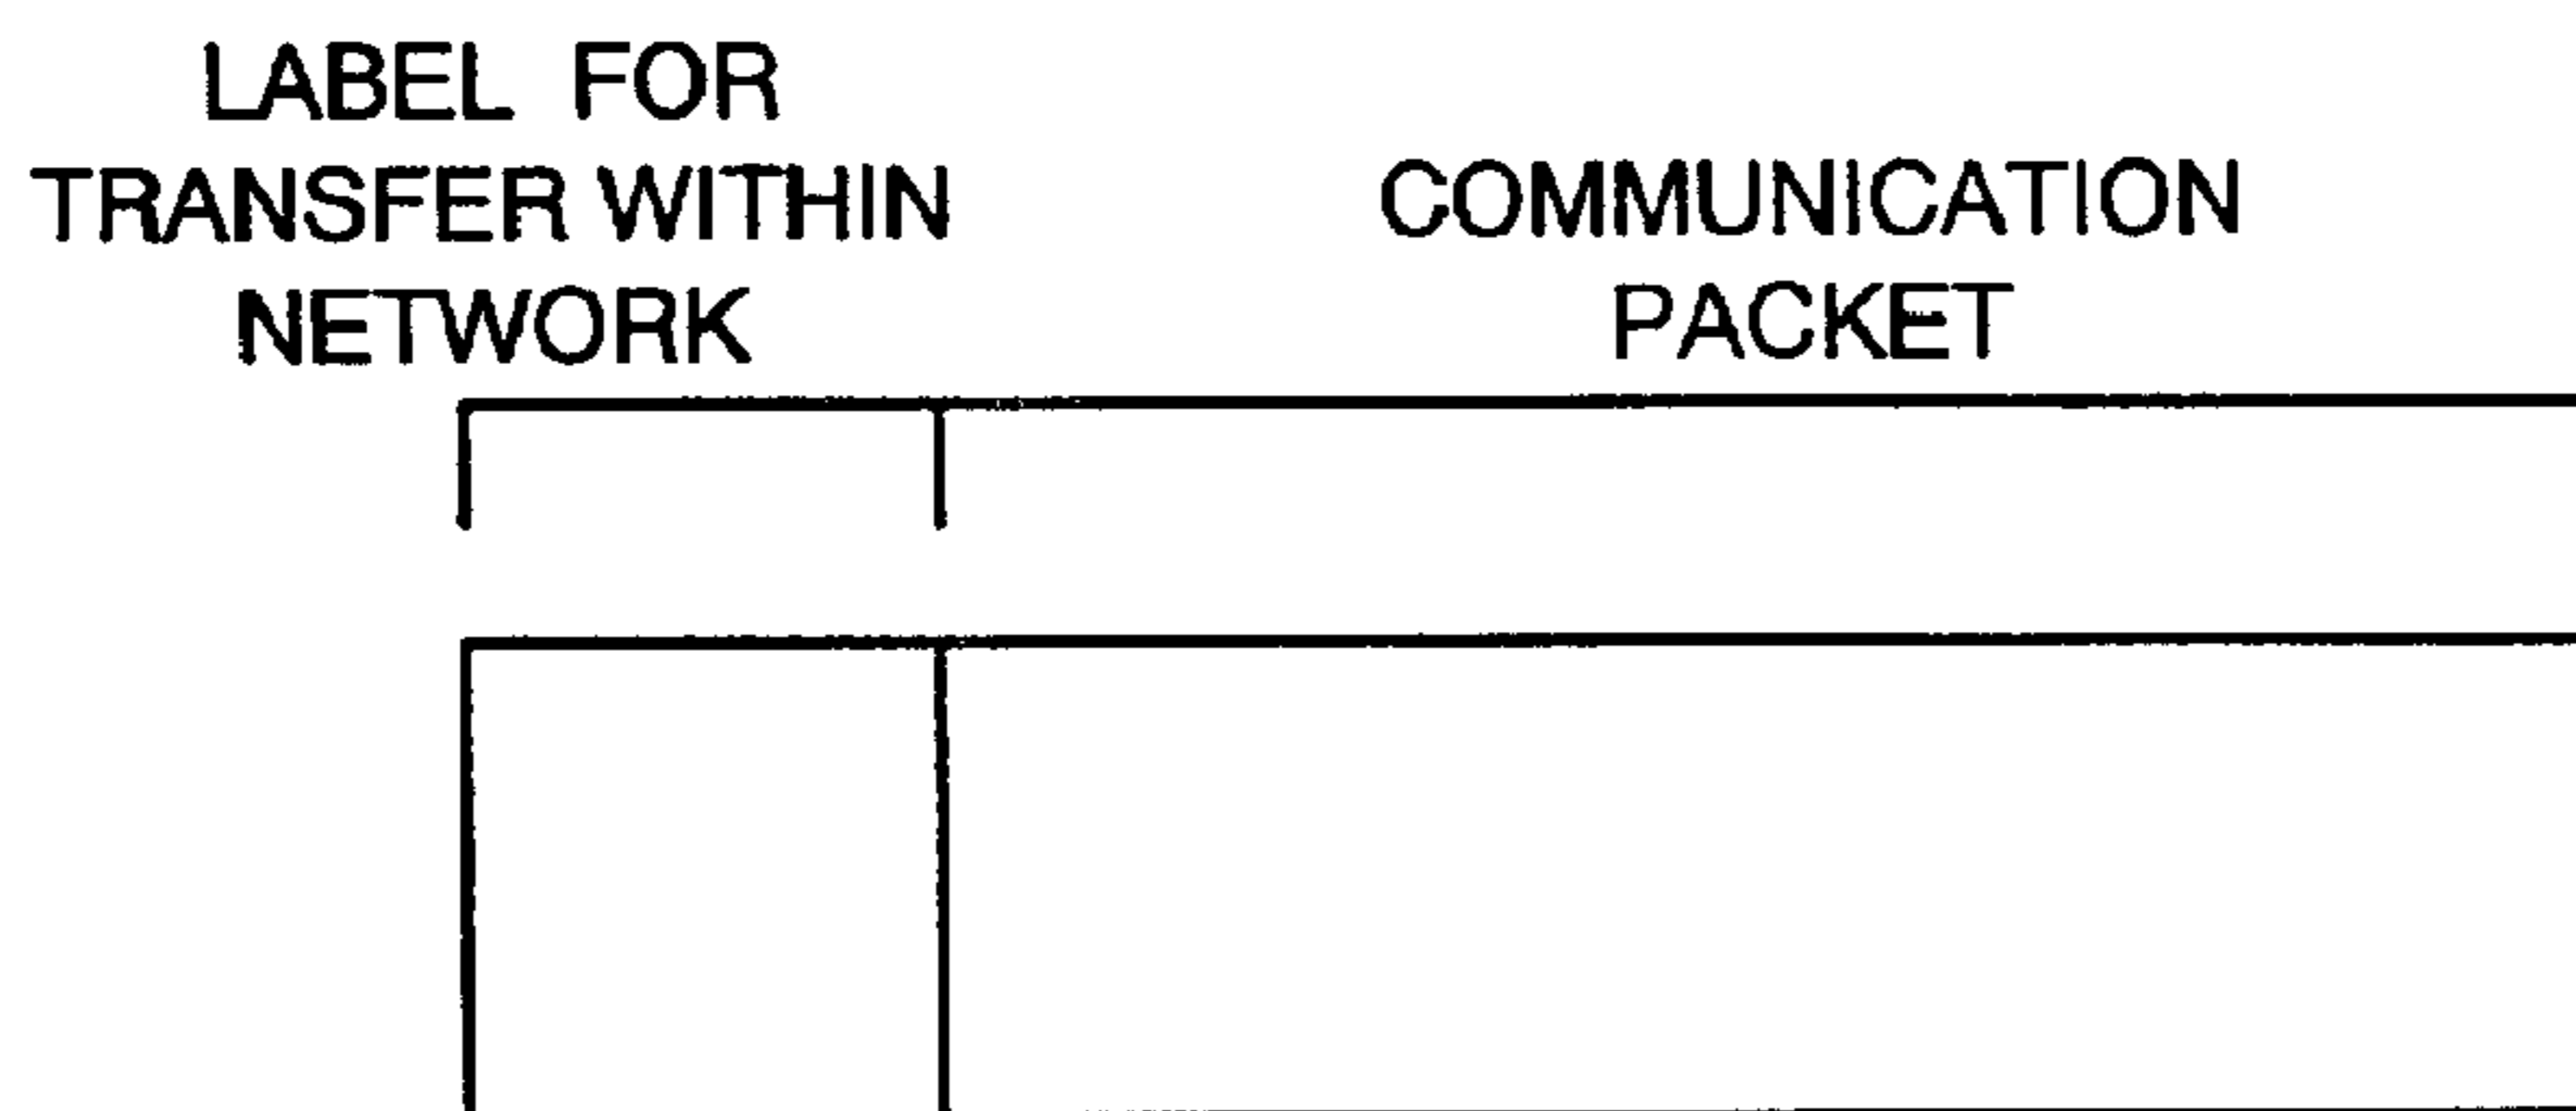 LABEL FOR
TRANSFER WITHIN
NETWORK
COMMUNICATION
PACKET